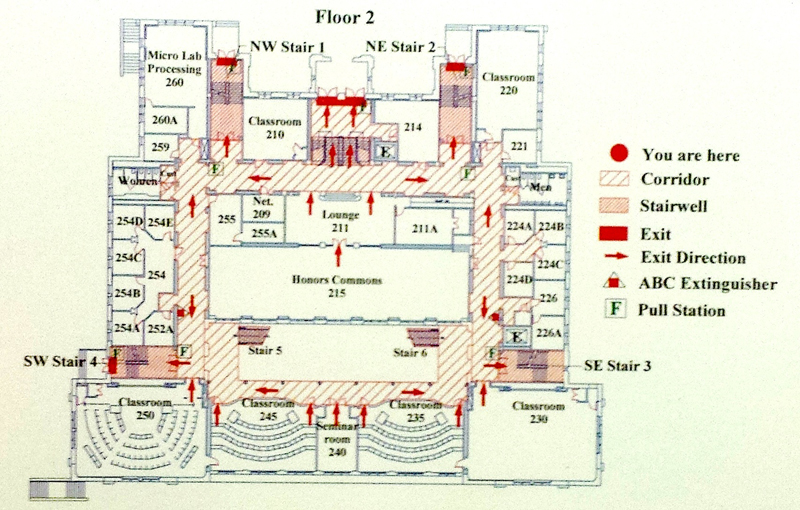 Floor 2
NW Stair 1
NE Stair 2
Micro Lab
Processing
260
F
F
F
Classroom
220
260A
Classroom
210
214
259
E
221
F
F
Women
Cust
Cust
Men
254D
254E
255
Net.
209
255A
Lounge
211
211A
224A
224B
254C
254
224C
254B
Honors Commons
215
224D
226
254A
252A
E
226A
F
F
Stair 5
Stair 6
F
SW Stair 4
SE Stair 3
Classroom
250
Classroom
245
Seminar
room
240
Classroom
235
Classroom
230
You are here
Corridor
Stairwell
Exit
Exit Direction
ABC Extinguisher
F
Pull Station